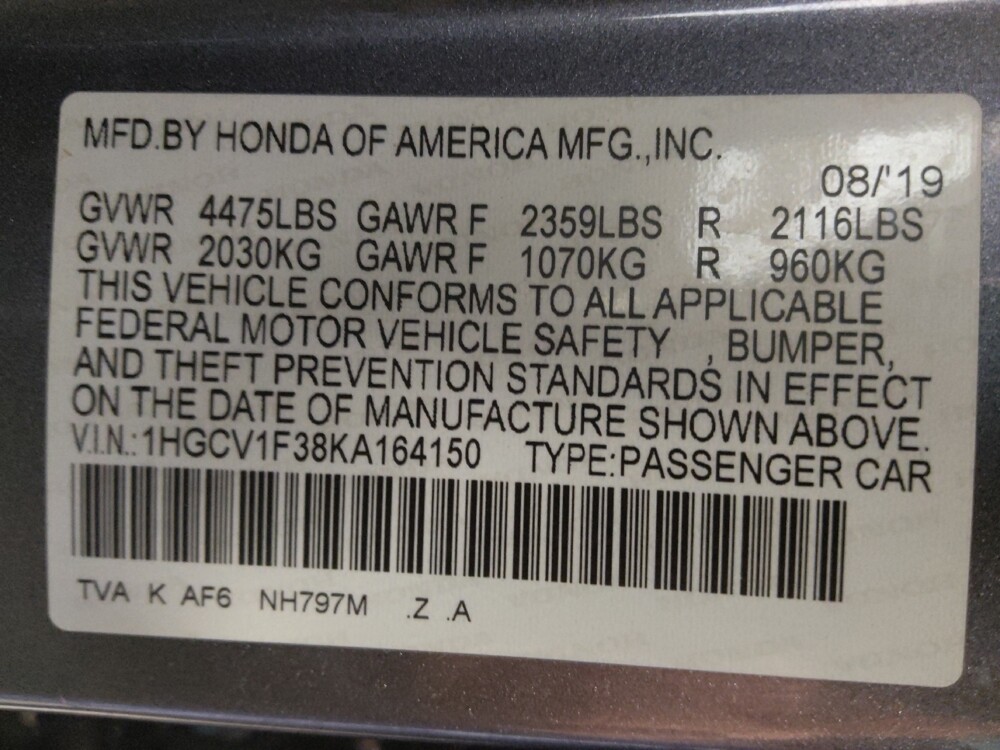 MFD.BY HONDA OF AMERICA MFG.,INC.
08/'19
GVWR 4475LBS GAWR F 2359LBS R 2116LBS
GVWR 2030KG GAWR F 1070KG R 960KG
THIS VEHICLE CONFORMS TO ALL APPLICABLE
FEDERAL MOTOR VEHICLE SAFETY , BUMPER,
AND THEFT PREVENTION STANDARDS IN EFFECT
ON THE DATE OF MANUFACTURE SHOWN ABOVE.
V.I.N.:1HGCV1F38KA164150 TYPE:PASSENGER CAR
TVA K AF6 NH797M .Z .A